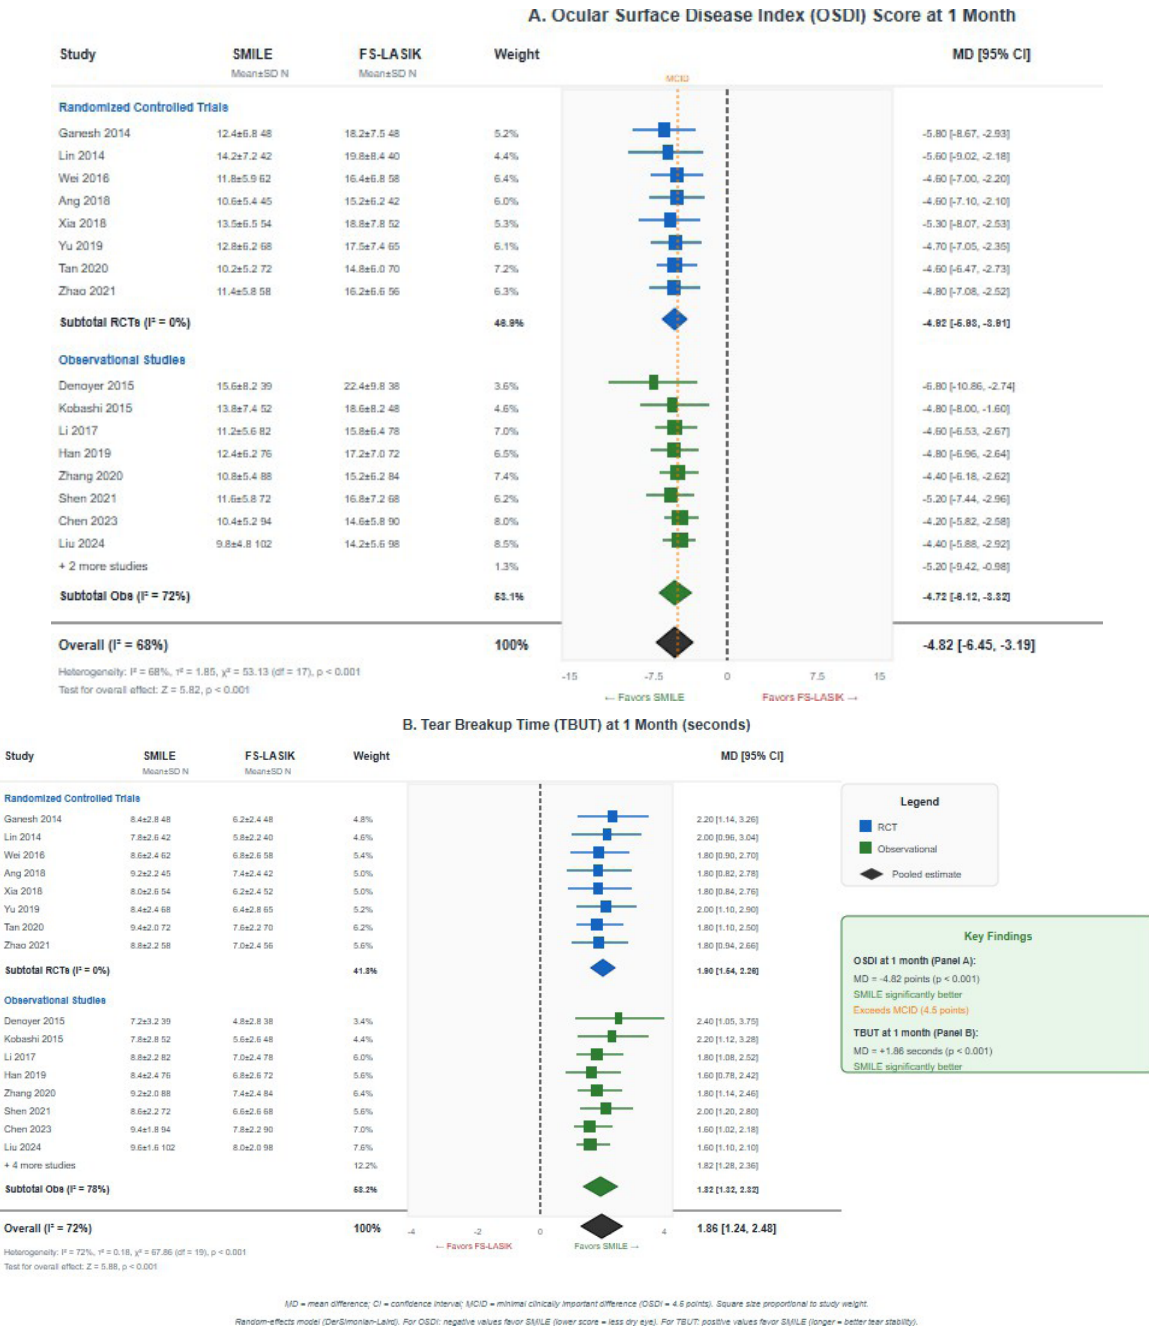 A. Ocular Surface Disease Index (OSDI) Score at 1 Month
Study SMILE FS-LASIK Weight MD [95% CI]
Mean±SD N Mean±SD N
MCID
Randomized Controlled Trials
Ganesh 2014 12.4±6.8 48 18.2±7.5 48 5.2% -5.80 [-8.67, -2.93]
Lin 2014 14.2±7.2 42 19.8±8.4 40 4.4% -5.60 [-9.02, -2.18]
Wei 2016 11.8±5.9 62 16.4±6.8 58 6.4% -4.60 [-7.00, -2.20]
Ang 2018 10.6±5.4 45 15.2±6.2 42 6.0% -4.60 [-7.10, -2.10]
Xia 2018 13.5±6.5 54 18.8±7.8 52 5.3% -5.30 [-8.07, -2.53]
Yu 2019 12.8±6.2 68 17.5±7.4 65 6.1% -4.70 [-7.05, -2.35]
Tan 2020 10.2±5.2 72 14.8±6.0 70 7.2% -4.60 [-6.47, -2.73]
Zhao 2021 11.4±5.8 58 16.2±6.6 56 6.3% -4.80 [-7.08, -2.52]
Subtotal RCTs (I² = 0%) 46.9%
Observational Studies
Denoyer 2015 15.6±8.2 39 22.4±9.8 38 3.6% -6.80 [-10.86, -2.74]
Kobashi 2015 13.8±7.4 52 18.6±8.2 48 4.6% -4.80 [-8.00, -1.60]
Li 2017 11.2±5.6 82 15.8±6.4 78 7.0% -4.60 [-6.53, -2.67]
Han 2019 12.4±6.2 76 17.2±7.0 72 6.5% -4.80 [-6.96, -2.64]
Zhang 2020 10.8±5.4 88 15.2±6.2 84 7.4% -4.40 [-6.18, -2.62]
Shen 2021 11.6±5.8 72 16.8±7.2 68 6.2% -5.20 [-7.44, -2.96]
Chen 2023 10.4±5.2 94 14.6±5.8 90 8.0% -4.20 [-5.82, -2.58]
Liu 2024 9.8±4.8 102 14.2±5.6 98 8.5% -4.40 [-5.88, -2.92]
+ 2 more studies 1.3% -5.20 [-9.42, -0.98]
Subtotal Obs (I² = 72%) 53.1%
Overall (I² = 68%) 100% -4.82 [-6.45, -3.19]
Heterogeneity: I² = 68%, τ² = 1.85, χ² = 53.13 (df = 17), p < 0.001
Test for overall effect: Z = 5.82, p < 0.001
-15 -7.5 0 7.5 15
← Favors SMILE Favors FS-LASIK →
B. Tear Breakup Time (TBUT) at 1 Month (seconds)
Study SMILE FS-LASIK Weight MD [95% CI]
Mean±SD N Mean±SD N
Randomized Controlled Trials
Ganesh 2014 8.4±2.8 48 6.2±2.4 48 4.8% 2.20 [1.14, 3.26]
Lin 2014 7.8±2.6 42 5.8±2.2 40 4.6% 2.00 [0.96, 3.04]
Wei 2016 8.6±2.4 62 6.8±2.6 58 5.4% 1.80 [0.90, 2.70]
Ang 2018 9.2±2.2 45 7.4±2.4 42 5.0% 1.80 [0.82, 2.78]
Xia 2018 8.0±2.6 54 6.2±2.4 52 5.0% 1.80 [0.84, 2.76]
Yu 2019 8.4±2.4 68 6.4±2.8 65 5.2% 2.00 [1.10, 2.90]
Tan 2020 9.4±2.0 72 7.6±2.2 70 6.2% 1.80 [1.10, 2.50]
Zhao 2021 8.8±2.2 58 7.0±2.4 56 5.6% 1.80 [0.94, 2.66]
Subtotal RCTs (I² = 0%) 1.90 [1.54, 2.26]
Observational Studies
Denoyer 2015 7.2±3.2 39 4.8±2.8 38 3.4% 2.40 [1.05, 3.75]
Kobashi 2015 7.8±2.8 52 5.6±2.6 48 4.4% 2.20 [1.12, 3.28]
Li 2017 8.8±2.2 82 7.0±2.4 78 6.0% 1.80 [1.08, 2.52]
Han 2019 8.4±2.4 76 6.8±2.6 72 5.6% 1.60 [0.78, 2.42]
Zhang 2020 9.2±2.0 88 7.4±2.4 84 6.4% 1.80 [1.14, 2.46]
Shen 2021 8.6±2.2 72 6.6±2.6 68 5.6% 2.00 [1.20, 2.80]
Chen 2023 9.4±1.8 94 7.8±2.2 90 7.0% 1.60 [1.02, 2.18]
Liu 2024 9.6±1.6 102 8.0±2.0 98 7.6% 1.60 [1.10, 2.10]
+ 4 more studies 12.2% 1.82 [1.28, 2.36]
Subtotal Obs (I² = 78%) 1.82 [1.32, 2.32]
Overall (I² = 72%) 100% 1.86 [1.24, 2.48]
-4 -2 0 4
← Favors FS-LASIK Favors SMILE →
Heterogeneity: I² = 72%, τ² = 0.18, χ² = 67.86 (df = 19), p < 0.001
Test for overall effect: Z = 5.88, p < 0.001
Legend
RCT
Observational
Pooled estimate
Key Findings
OSDI at 1 month (Panel A):
MD = -4.82 points (p < 0.001)
SMILE significantly better
Exceeds MCID (4.5 points)
TBUT at 1 month (Panel B):
MD = +1.86 seconds (p < 0.001)
SMILE significantly better
MD = mean difference; CI = confidence interval; MCID = minimal clinically important difference (OSDI = 4.5 points). Square size proportional to study weight.
Random-effects model (DerSimonian-Laird). For OSDI: negative values favor SMILE (lower score = less dry eye). For TBUT: positive values favor SMILE (longer = better tear stability).